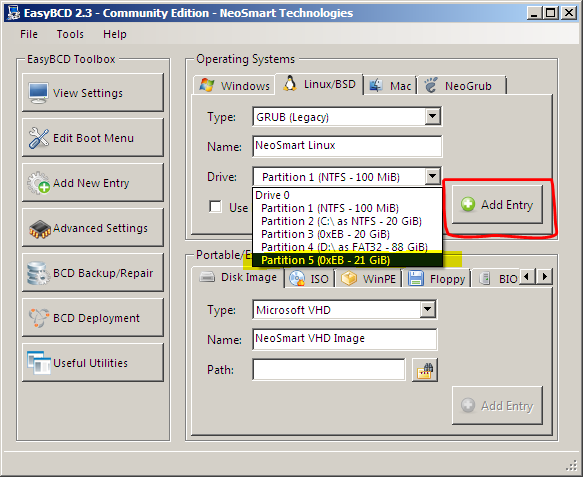 EasyBCD 2.3 - Community Edition - NeoSmart Technologies
File Tools Help
EasyBCD Toolbox
View Settings
Edit Boot Menu
Add New Entry
Advanced Settings
BCD Backup/Repair
BCD Deployment
Useful Utilities
Operating Systems
Windows Linux/BSD Mac NeoGrub
Type: GRUB (Legacy)
Name: NeoSmart Linux
Drive: Partition 1 (NTFS - 100 MiB)
Drive 0
Partition 1 (NTFS - 100 MiB)
Partition 2 (C:\ as NTFS - 20 GiB)
Partition 3 (0xEB - 20 GiB)
Partition 4 (D:\ as FAT32 - 88 GiB)
Partition 5 (0xEB - 21 GiB)
Use
Add Entry
Portable/E
Disk Image ISO WinPE Floppy BIO
Type: Microsoft VHD
Name: NeoSmart VHD Image
Path:
Add Entry